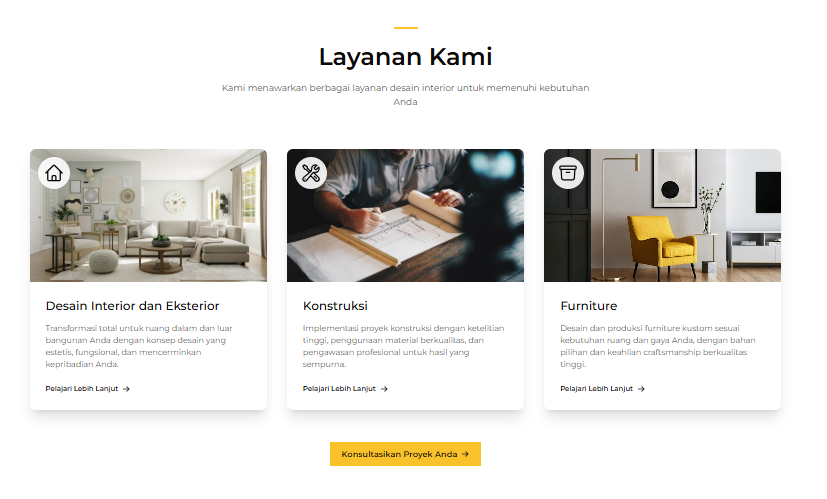 Layanan Kami
Kami menawarkan berbagai layanan desain interior untuk memenuhi kebutuhan
Anda
Desain Interior dan Eksterior
Transformasi total untuk ruang dalam dan luar
bangunan Anda dengan konsep desain yang
estetis, fungsional, dan mencerminkan
kepribadian Anda.
Pelajari Lebih Lanjut →
Konstruksi
Implementasi proyek konstruksi dengan ketelitian
tinggi, penggunaan material berkualitas, dan
pengawasan profesional untuk hasil yang
sempurna.
Pelajari Lebih Lanjut →
Furniture
Desain dan produksi furniture kustom sesuai
kebutuhan ruang dan gaya Anda, dengan bahan
pilihan dan keahlian craftsmanship berkualitas
tinggi.
Pelajari Lebih Lanjut →
Konsultasikan Proyek Anda →